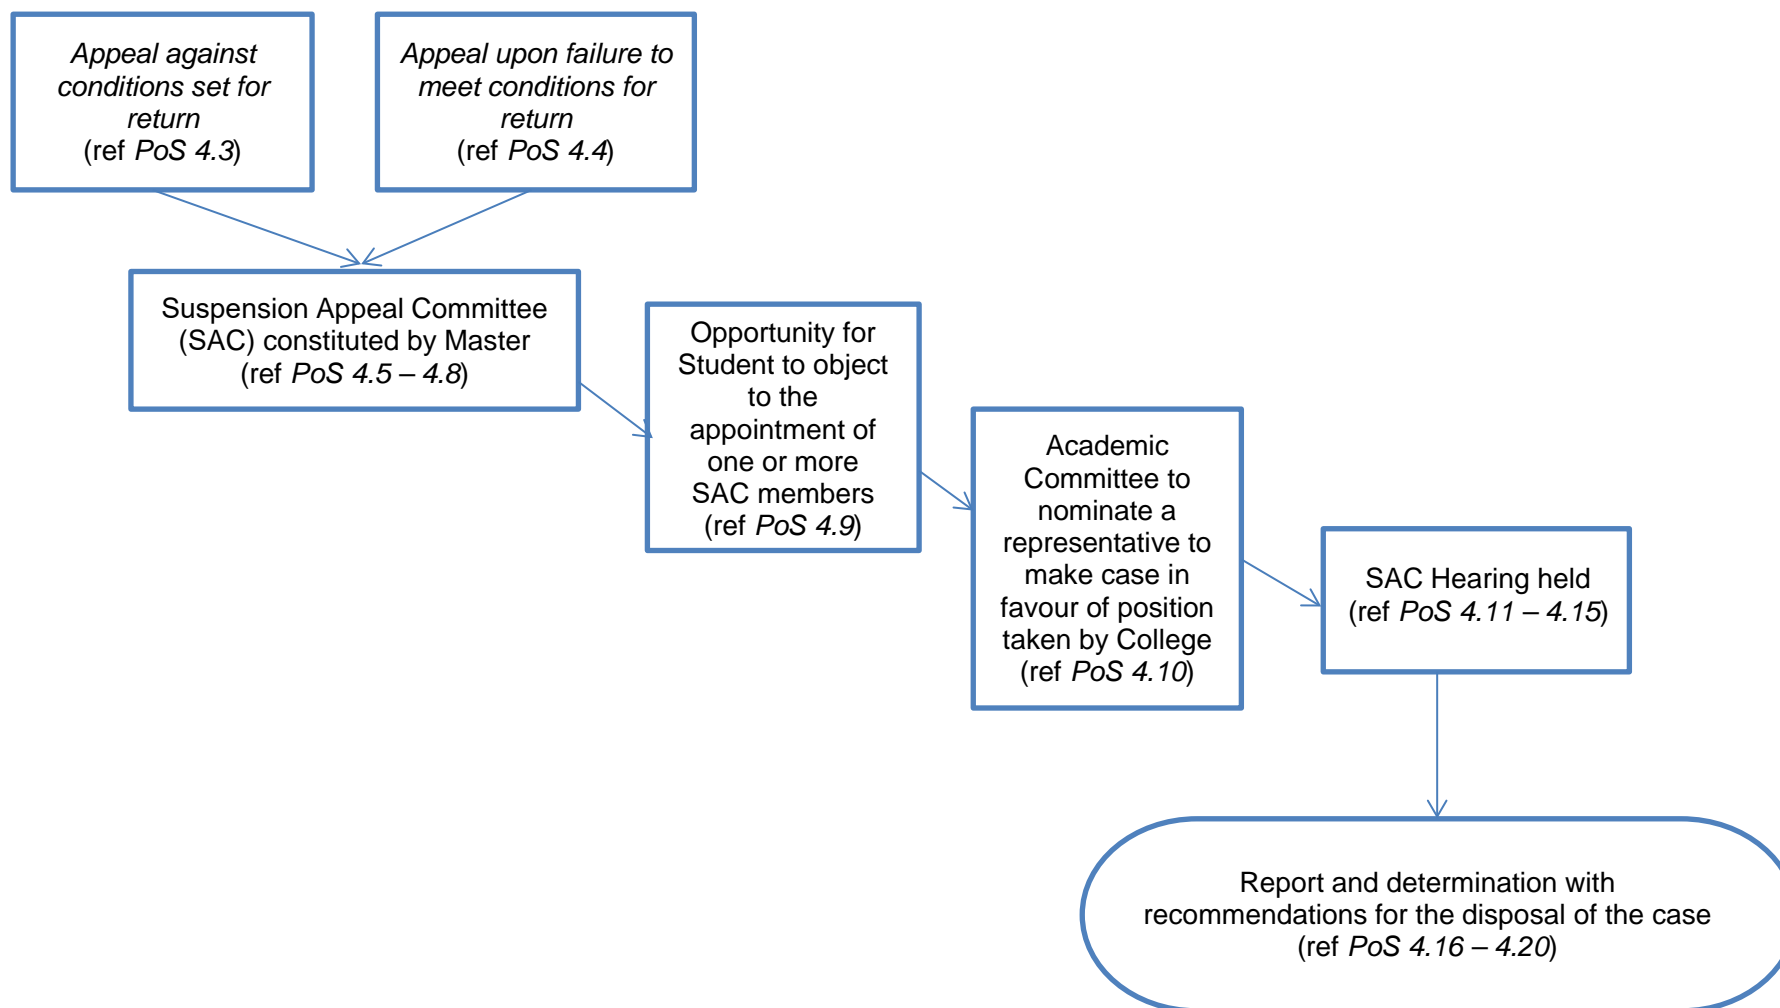 Appeal against
conditions set for
return
(ref PoS 4.3)
Appeal upon failure to
meet conditions for
return
(ref PoS 4.4)
Suspension Appeal Committee
(SAC) constituted by Master
(ref PoS 4.5 – 4.8)
Opportunity for
Student to object
to the
appointment of
one or more
SAC members
(ref PoS 4.9)
Academic
Committee to
nominate a
representative to
make case in
favour of position
taken by College
(ref PoS 4.10)
SAC Hearing held
(ref PoS 4.11 – 4.15)
Report and determination with
recommendations for the disposal of the case
(ref PoS 4.16 – 4.20)